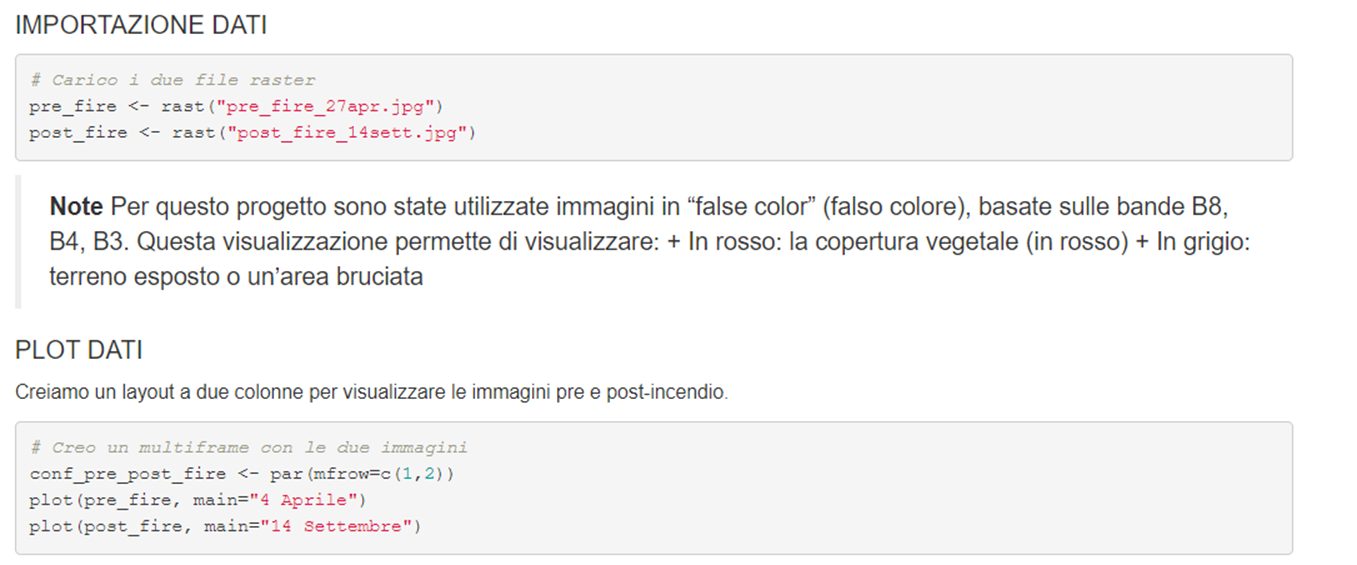 IMPORTAZIONE DATI
# Carico i due file raster
pre_fire <- rast("pre_fire_27apr.jpg")
post_fire <- rast("post_fire_14sett.jpg")
Note Per questo progetto sono state utilizzate immagini in “false color” (falso colore), basate sulle bande B8,
B4, B3. Questa visualizzazione permette di visualizzare: + In rosso: la copertura vegetale (in rosso) + In grigio:
terreno esposto o un’area bruciata
PLOT DATI
Creiamo un layout a due colonne per visualizzare le immagini pre e post-incendio.
# Creo un multiframe con le due immagini
conf_pre_post_fire <- par(mfrow=c(1,2))
plot(pre_fire, main="4 Aprile")
plot(post_fire, main="14 Settembre")